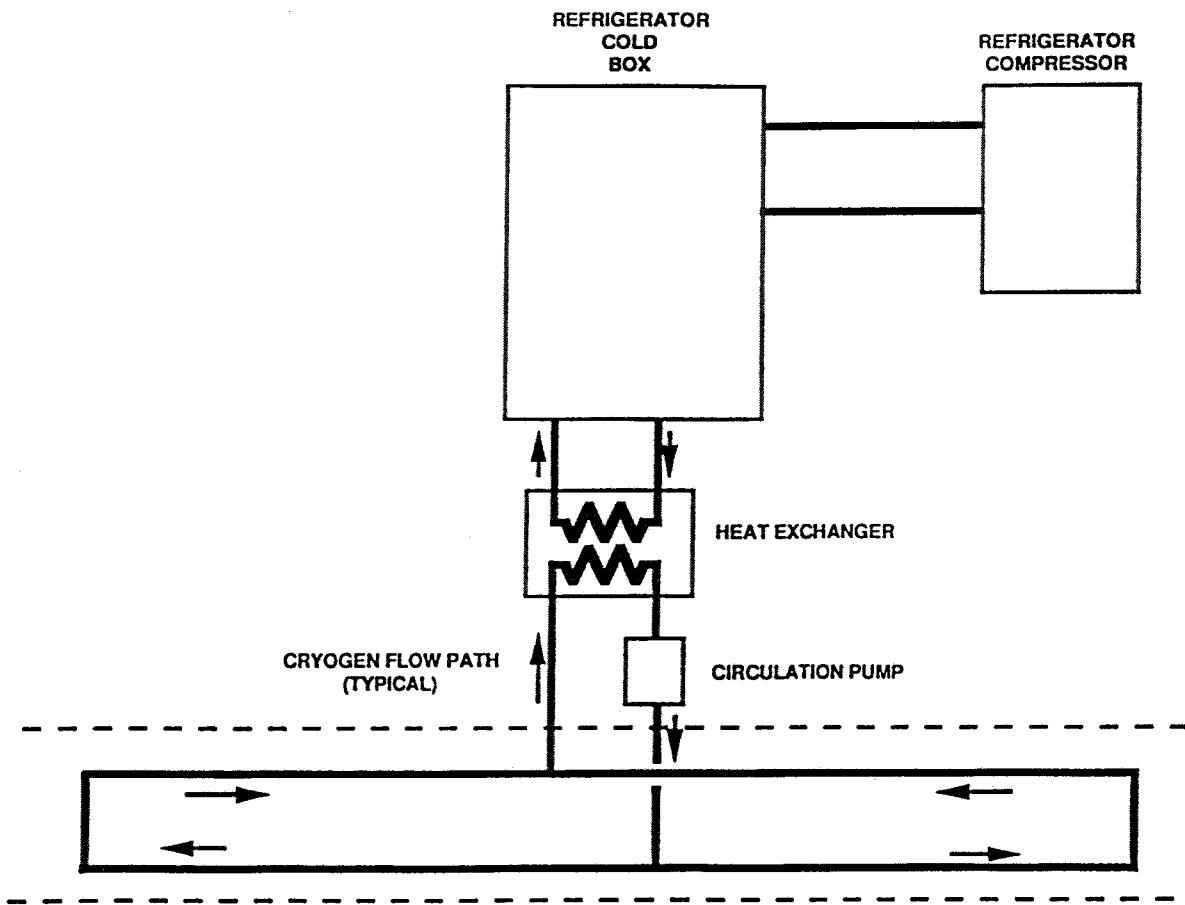 REFRIGERATOR
COLD
BOX
REFRIGERATOR
COMPRESSOR
HEAT EXCHANGER
CRYOGEN FLOW PATH
(TYPICAL)
CIRCULATION PUMP